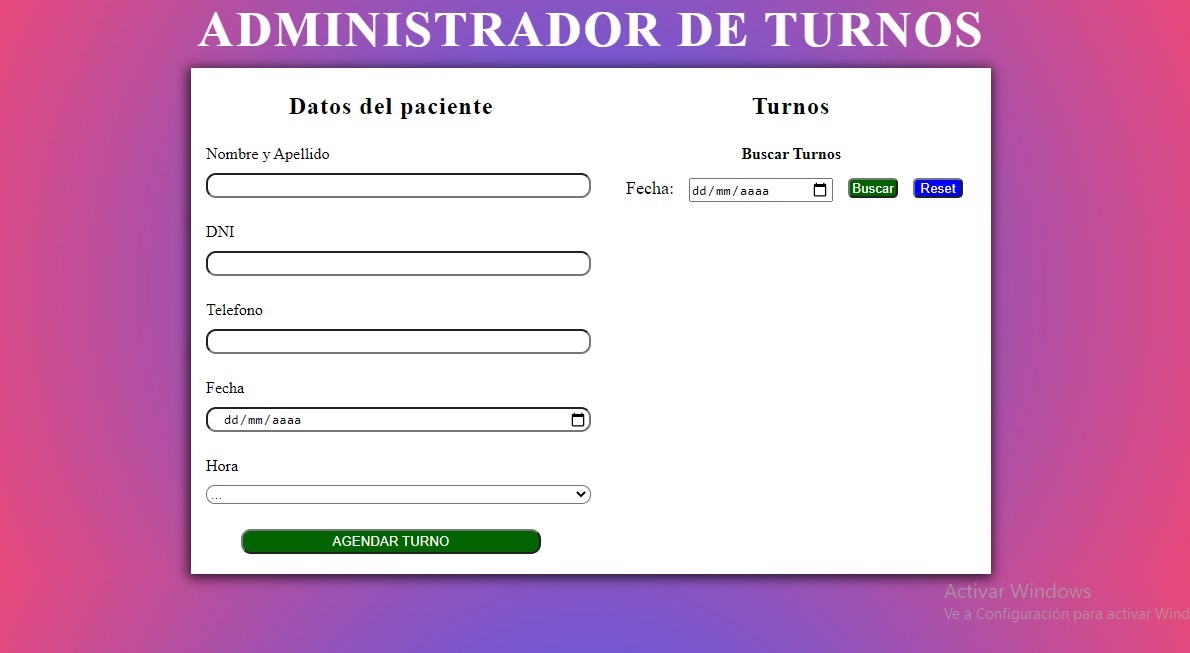 ADMINISTRADOR DE TURNOS
Datos del paciente
Nombre y Apellido
DNI
Telefono
Fecha
dd/mm/aaaa
Hora
...
AGENDAR TURNO
Turnos
Buscar Turnos
Fecha: dd/mm/aaaa Buscar Reset
Activar Windows
Ve a Configuración para activar Wind